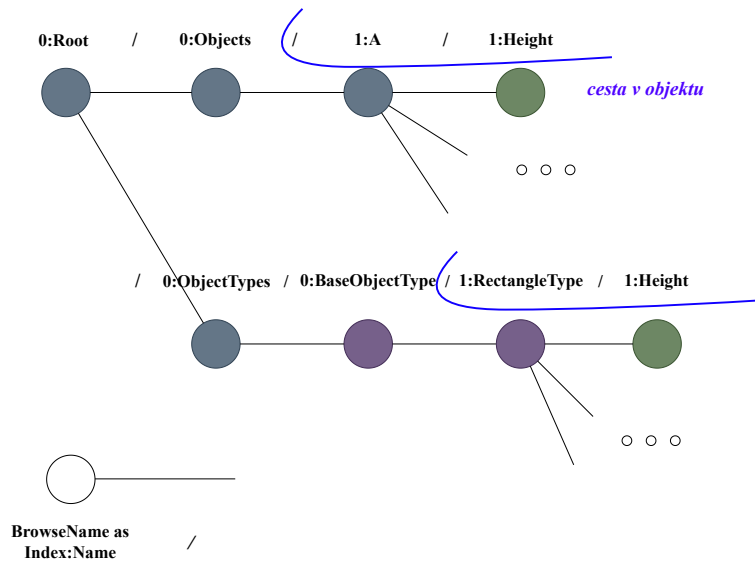 0:Root / 0:Objects / 1:A / 1:Height
cesta v objektu
/ 0:ObjectTypes / 0:BaseObjectType / 1:RectangleType / 1:Height
BrowseName as
Index:Name /